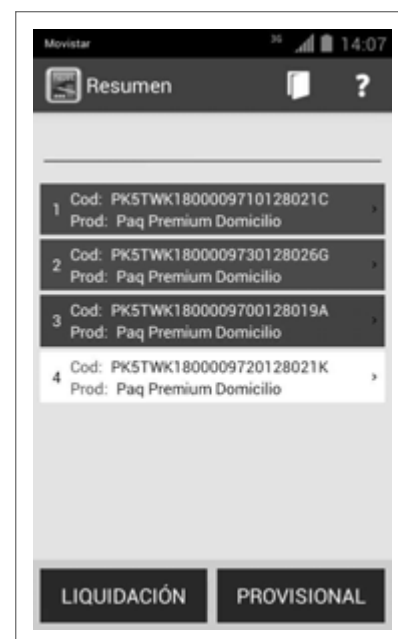 Movistar 3G 14:07
Resumen ?
1 Cod: PK5TWK1800009710128021C
Prod: Paq Premium Domicilio
2 Cod: PK5TWK1800009730128026G
Prod: Paq Premium Domicilio
3 Cod: PK5TWK1800009700128019A
Prod: Paq Premium Domicilio
4 Cod: PK5TWK1800009720128021K
Prod: Paq Premium Domicilio
LIQUIDACIÓN PROVISIONAL